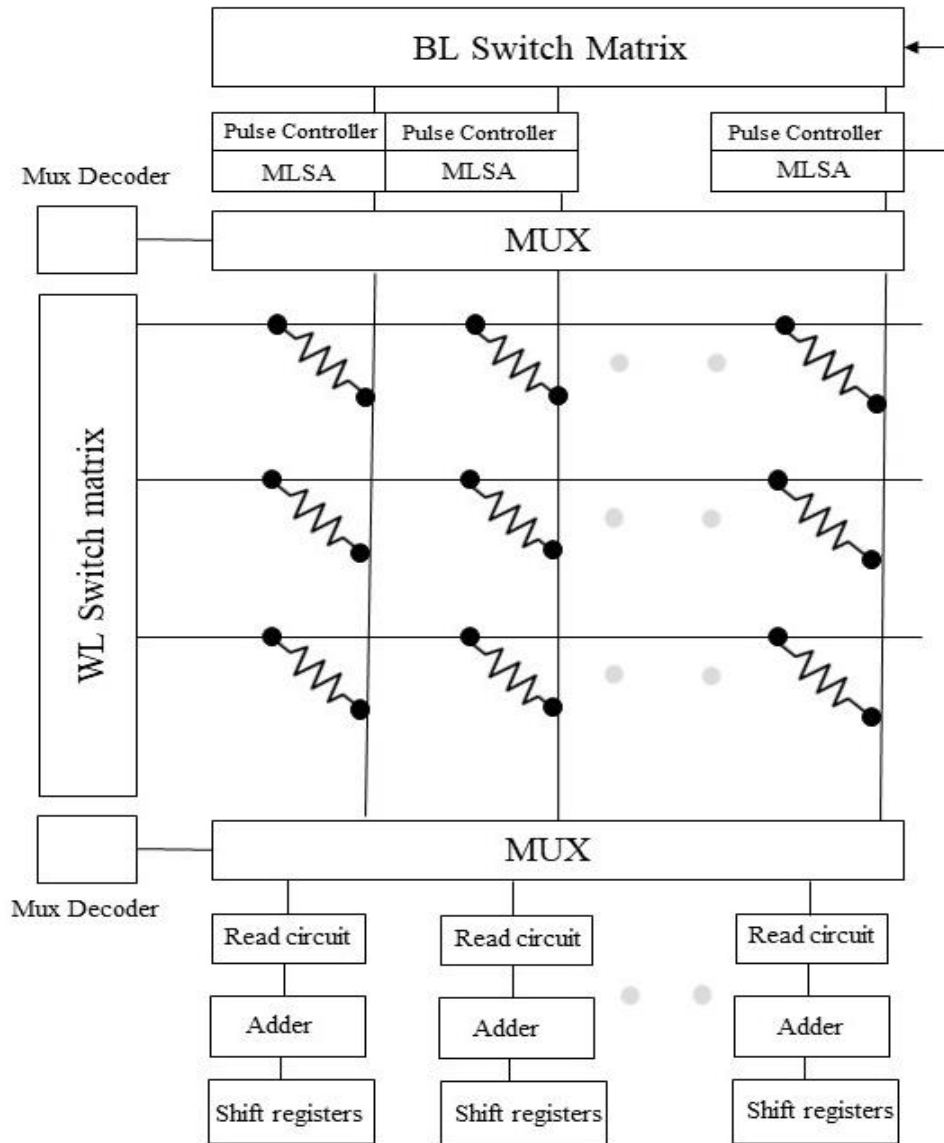 BL Switch Matrix
Pulse Controller
Pulse Controller
Pulse Controller
MLSA
MLSA
MLSA
Mux Decoder
MUX
WL Switch matrix
MUX
Mux Decoder
Read circuit
Read circuit
Read circuit
Adder
Adder
Adder
Shift registers
Shift registers
Shift registers